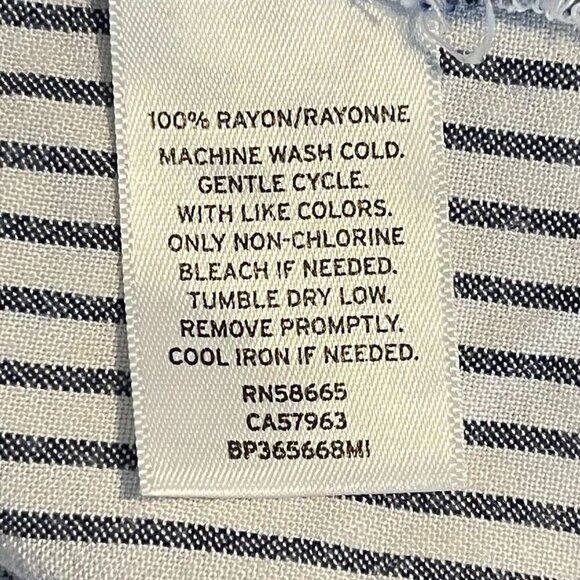 100% RAYON/RAYONNE
MACHINE WASH COLD.
GENTLE CYCLE.
WITH LIKE COLORS.
ONLY NON-CHLORINE
BLEACH IF NEEDED.
TUMBLE DRY LOW.
REMOVE PROMPTLY.
COOL IRON IF NEEDED.
RN58665
CA57963
BP365668MI